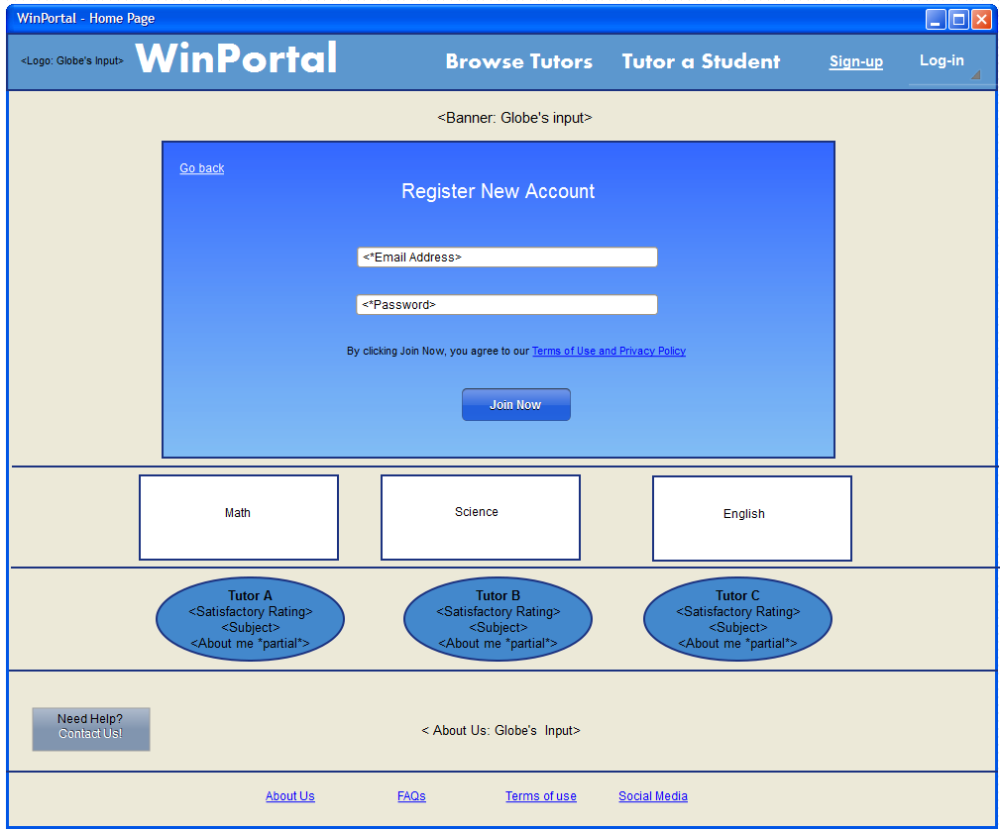 WinPortal - Home Page
<Logo: Globe's Input> WinPortal Browse Tutors Tutor a Student Sign-up Log-in
<Banner: Globe's input>
Go back
Register New Account
<*Email Address>
<*Password>
By clicking Join Now, you agree to our Terms of Use and Privacy Policy
Join Now
Math
Science
English
Tutor A
<Satisfactory Rating>
<Subject>
<About me *partial*>
Tutor B
<Satisfactory Rating>
<Subject>
<About me *partial*>
Tutor C
<Satisfactory Rating>
<Subject>
<About me *partial*>
Need Help?
Contact Us!
< About Us: Globe's  Input>
About Us FAQs Terms of use Social Media